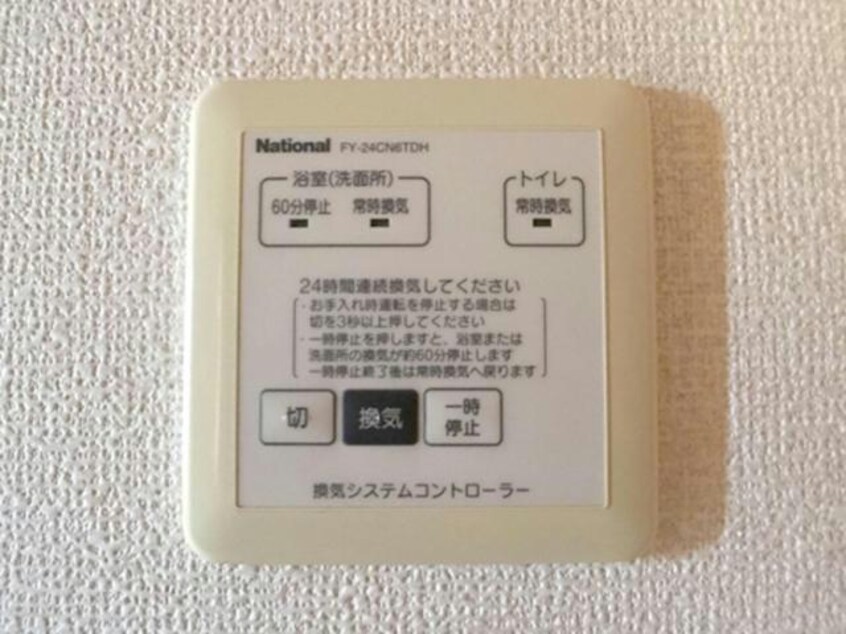 National FY-24CN6TDH
浴室(洗面所)
トイレ
60分停止 常時換気
常時換気
24時間連続換気してください
・お手入れ時運転を停止する場合は
切を3秒以上押してください
・一時停止を押しますと、浴室または
洗面所の換気が約60分停止します
一時停止終了後は常時換気へ戻ります
切
換気
一時
停止
換気システムコントローラー